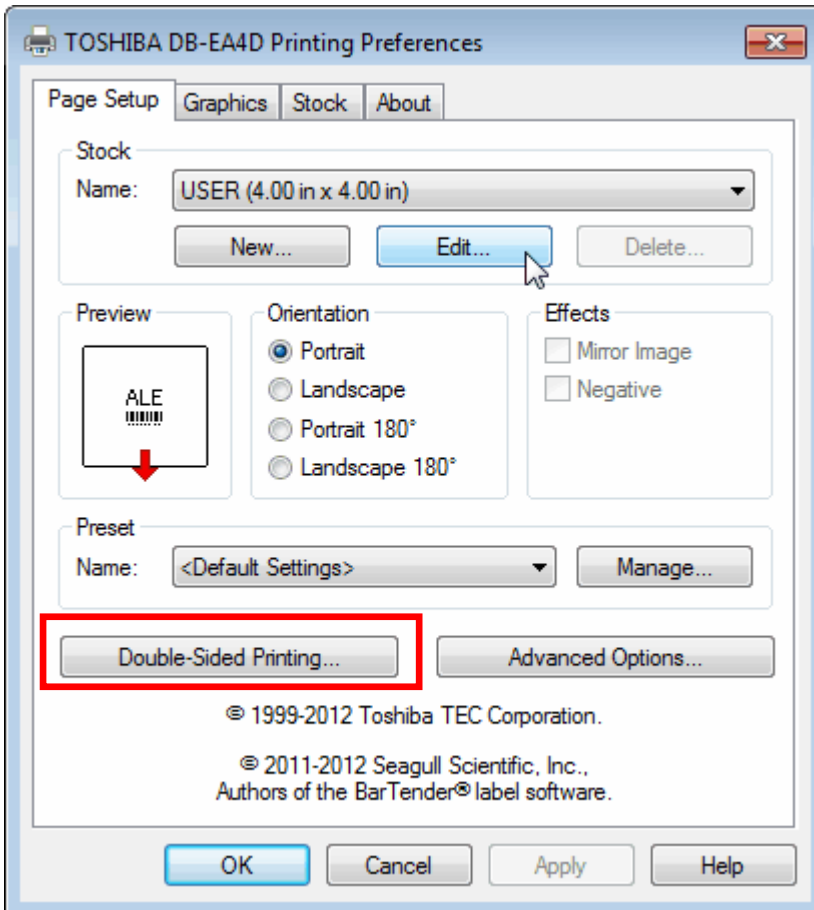 TOSHIBA DB-EA4D Printing Preferences
Page Setup Graphics Stock About
Stock
Name: USER (4.00 in x 4.00 in)
New... Edit... Delete...
Preview
ALE
Orientation
Portrait
Landscape
Portrait 180°
Landscape 180°
Effects
Mirror Image
Negative
Preset
Name: <Default Settings> Manage...
Double-Sided Printing... Advanced Options...
© 1999-2012 Toshiba TEC Corporation.
© 2011-2012 Seagull Scientific, Inc.,
Authors of the BarTender® label software.
OK Cancel Apply Help